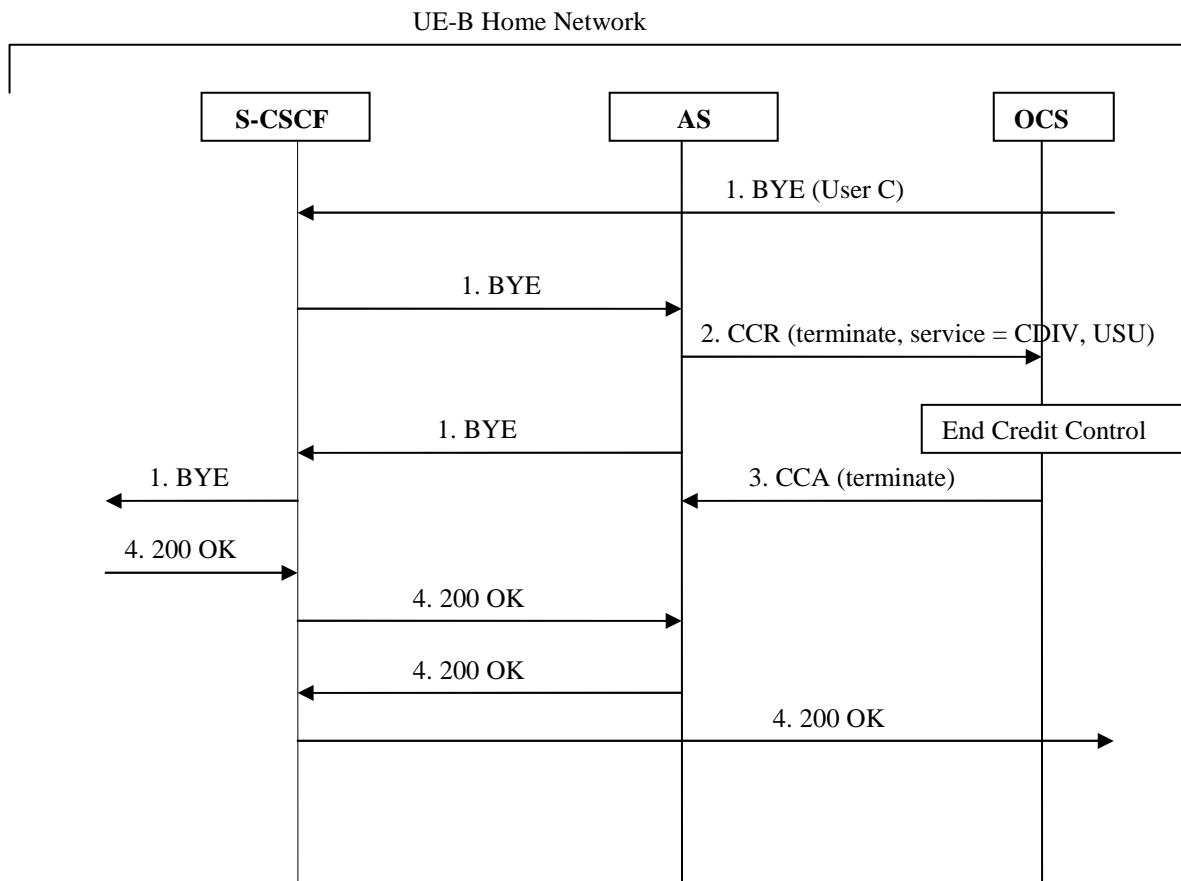 UE-B Home Network
S-CSCF
AS
OCS
1. BYE (User C)
1. BYE
2. CCR (terminate, service = CDIV, USU)
1. BYE
End Credit Control
1. BYE
3. CCA (terminate)
4. 200 OK
4. 200 OK
4. 200 OK
4. 200 OK